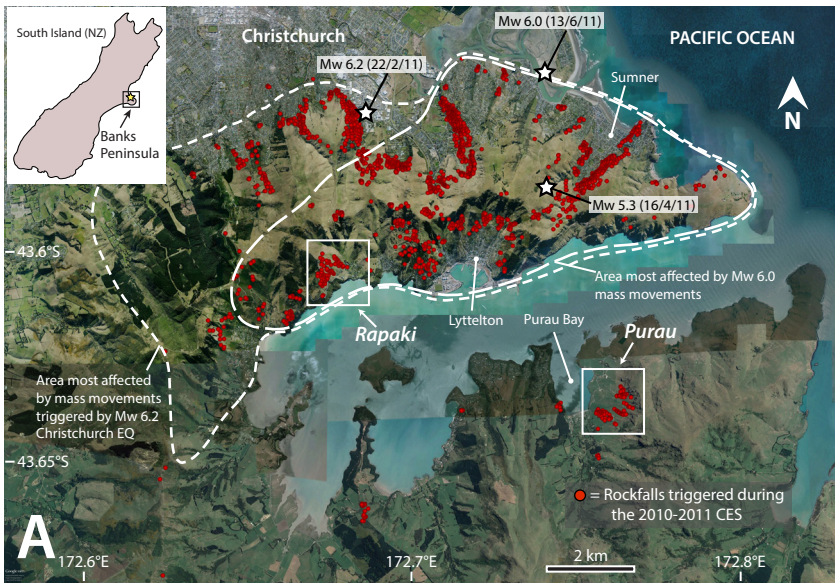 South Island (NZ)
Banks
Peninsula
Christchurch
Mw 6.2 (22/2/11)
Mw 6.0 (13/6/11)
PACIFIC OCEAN
Sumner
N
Mw 5.3 (16/4/11)
43.6°S
Area most affected by Mw 6.0
mass movements
Rapaki
Lyttelton
Purau Bay
Purau
Area most affected
by mass movements
triggered by Mw 6.2
Christchurch EQ
43.65°S
= Rockfalls triggered during
the 2010-2011 CES
A
172.6°E
172.7°E
2 km
172.8°E